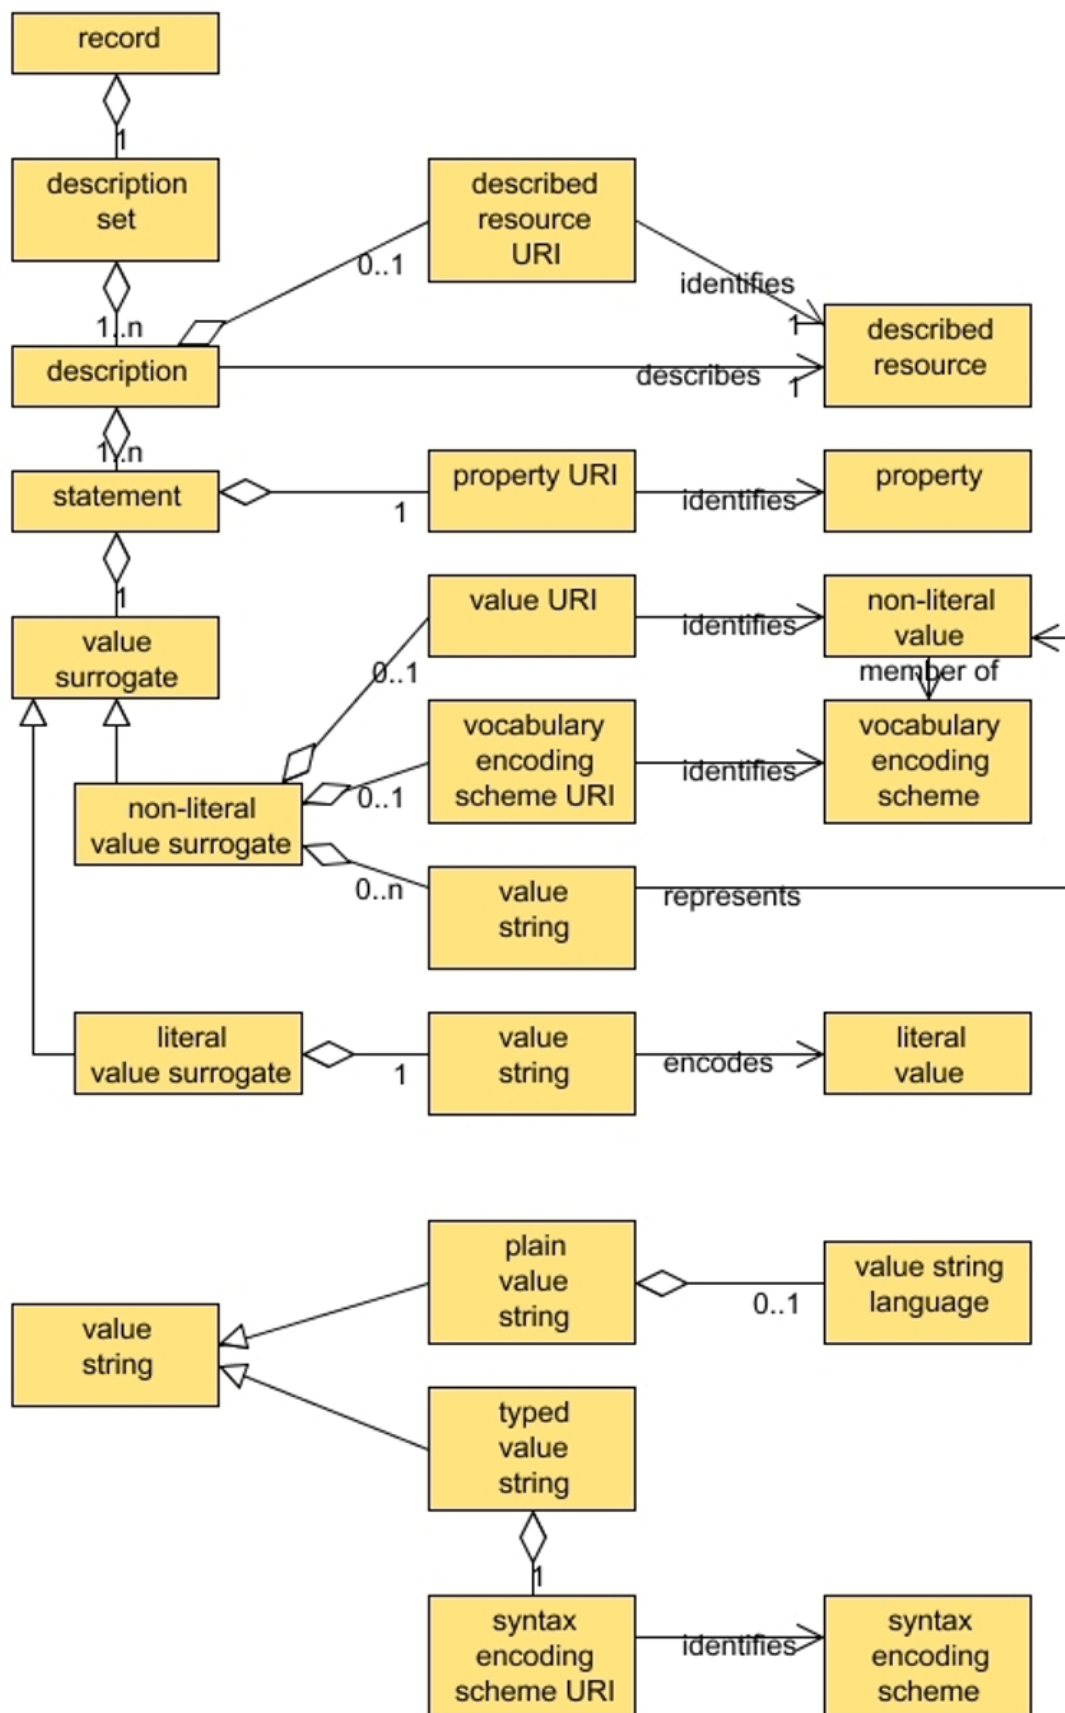 record
1
description
set
1..n
description
0..1
described
resource
URI
identifies
1
described
resource
describes
1
1..n
statement
1
property URI
identifies
property
1
value
surrogate
0..1
value URI
identifies
non-literal
value
member of
non-literal
value surrogate
0..1
vocabulary
encoding
scheme URI
identifies
vocabulary
encoding
scheme
0..n
value
string
represents
literal
value surrogate
1
value
string
encodes
literal
value
value
string
plain
value
string
0..1
value string
language
typed
value
string
1
syntax
encoding
scheme URI
identifies
syntax
encoding
scheme